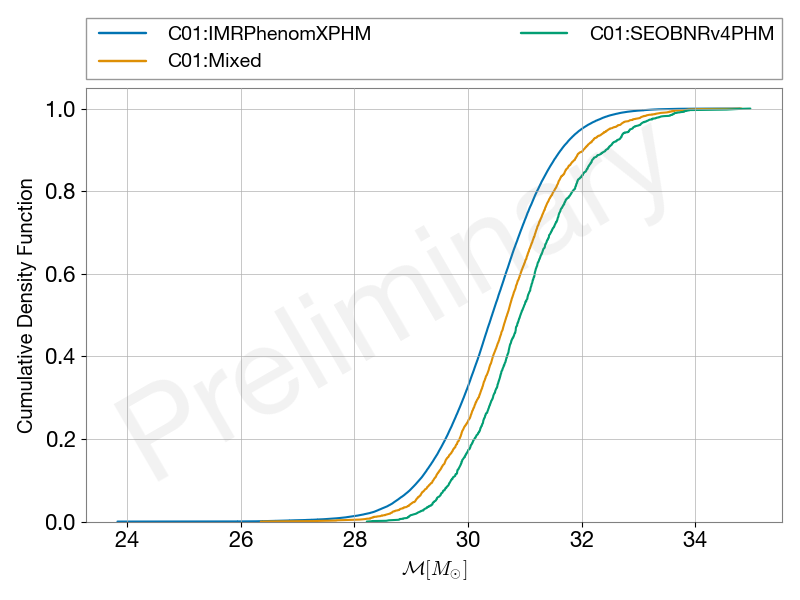 C01:IMRPhenomXPHM
C01:Mixed
C01:SEOBNRv4PHM
Preliminary
Cumulative Density Function
1.0
0.8
0.6
0.4
0.2
0.0
24 26 28 30 32 34
ℳ[M⊙]